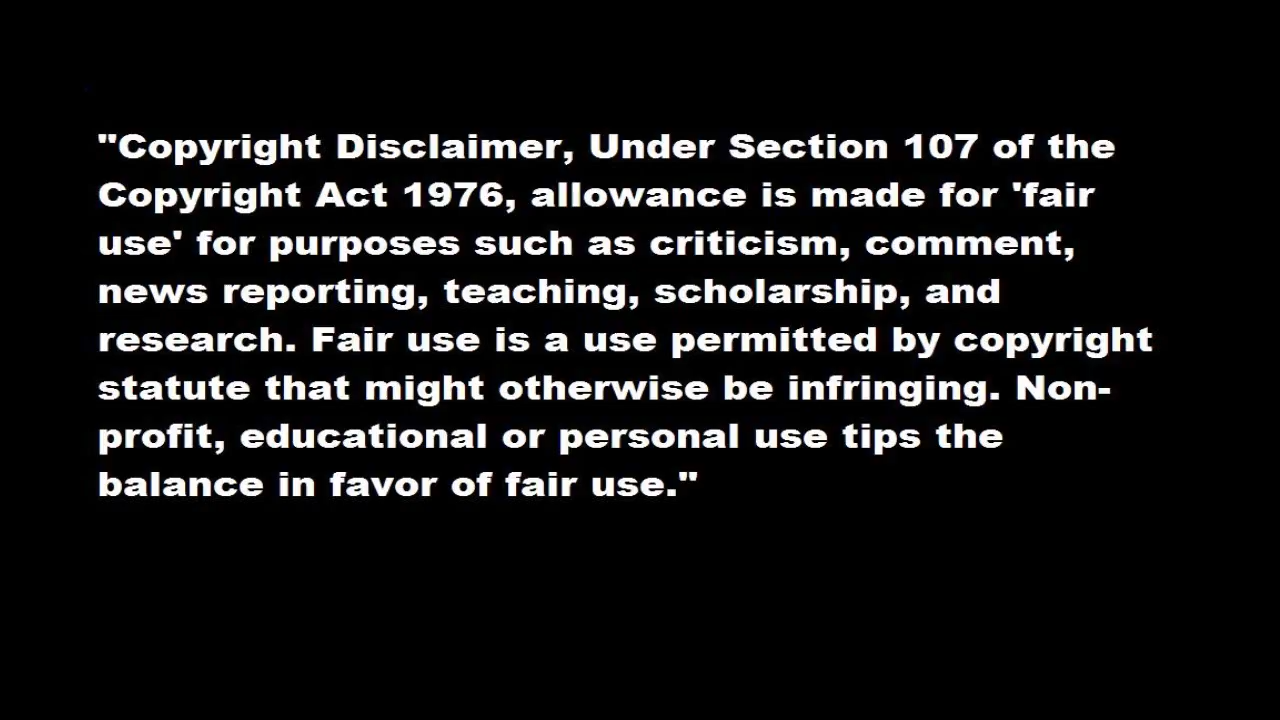 "Copyright Disclaimer, Under Section 107 of the
Copyright Act 1976, allowance is made for 'fair
use' for purposes such as criticism, comment,
news reporting, teaching, scholarship, and
research. Fair use is a use permitted by copyright
statute that might otherwise be infringing. Non-
profit, educational or personal use tips the
balance in favor of fair use."